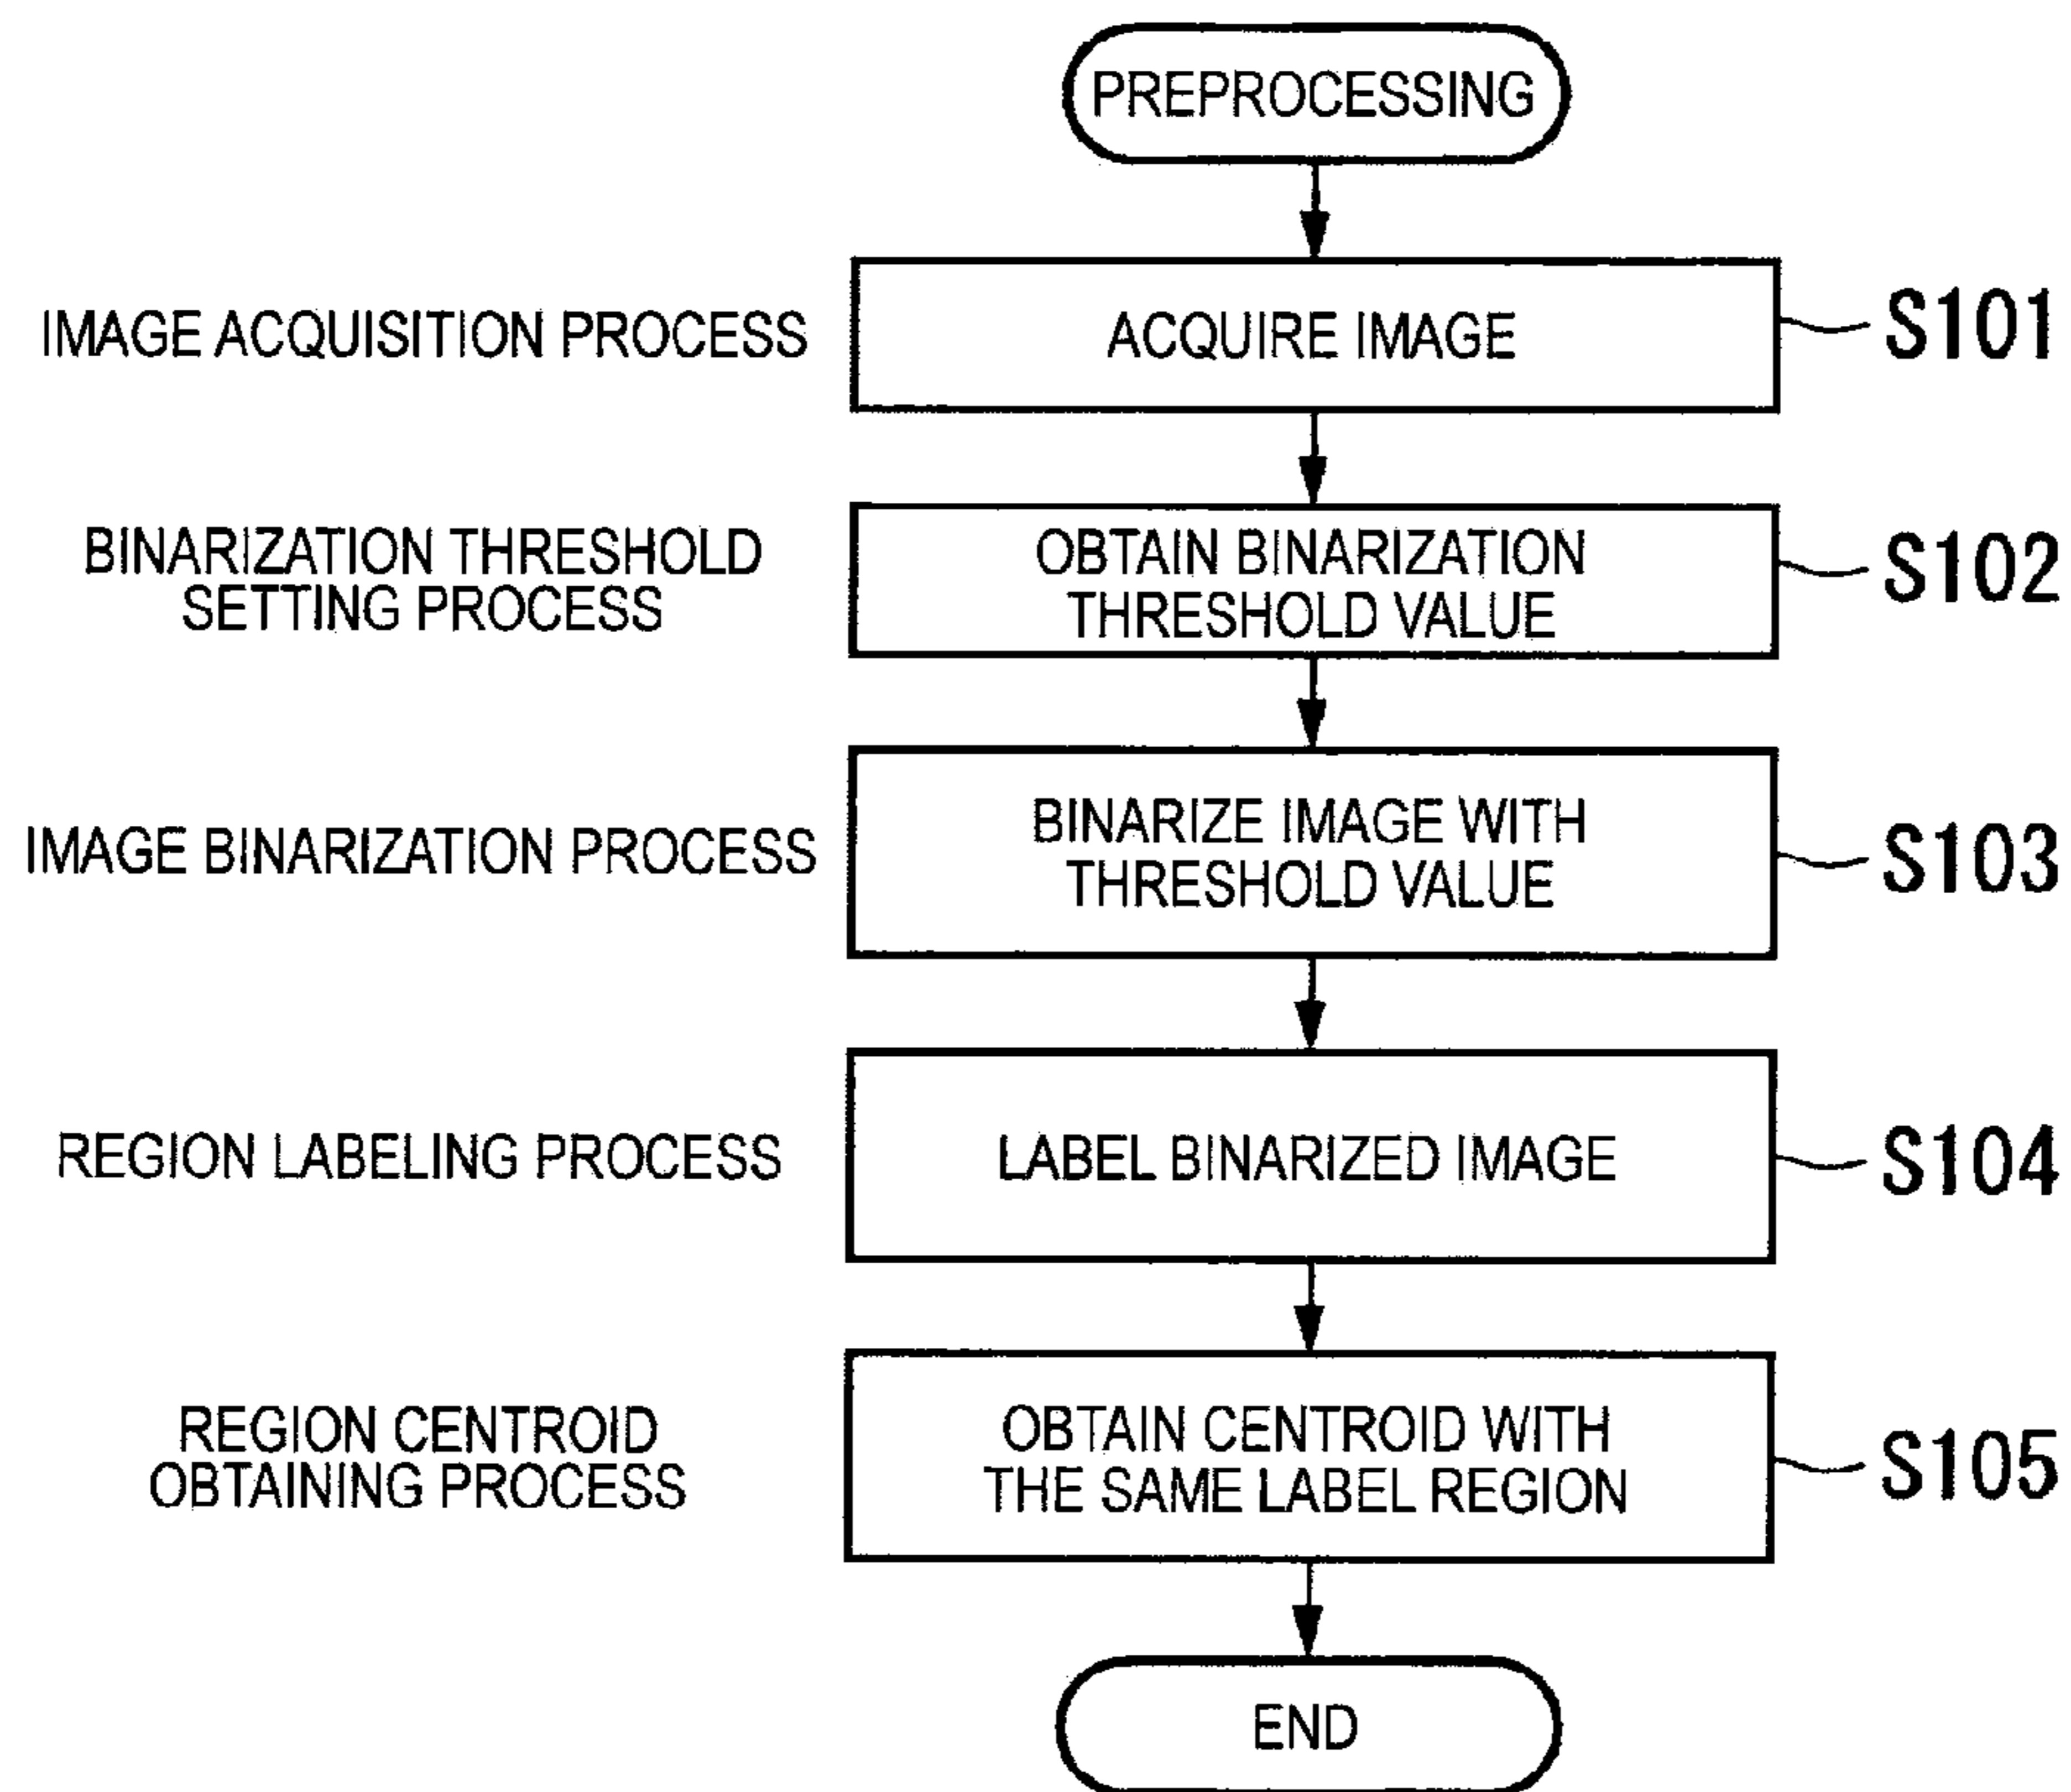 PREPROCESSING
IMAGE ACQUISITION PROCESS
ACQUIRE IMAGE
S101
BINARIZATION THRESHOLD
SETTING PROCESS
OBTAIN BINARIZATION
THRESHOLD VALUE
S102
IMAGE BINARIZATION PROCESS
BINARIZE IMAGE WITH
THRESHOLD VALUE
S103
REGION LABELING PROCESS
LABEL BINARIZED IMAGE
S104
REGION CENTROID
OBTAINING PROCESS
OBTAIN CENTROID WITH
THE SAME LABEL REGION
S105
END